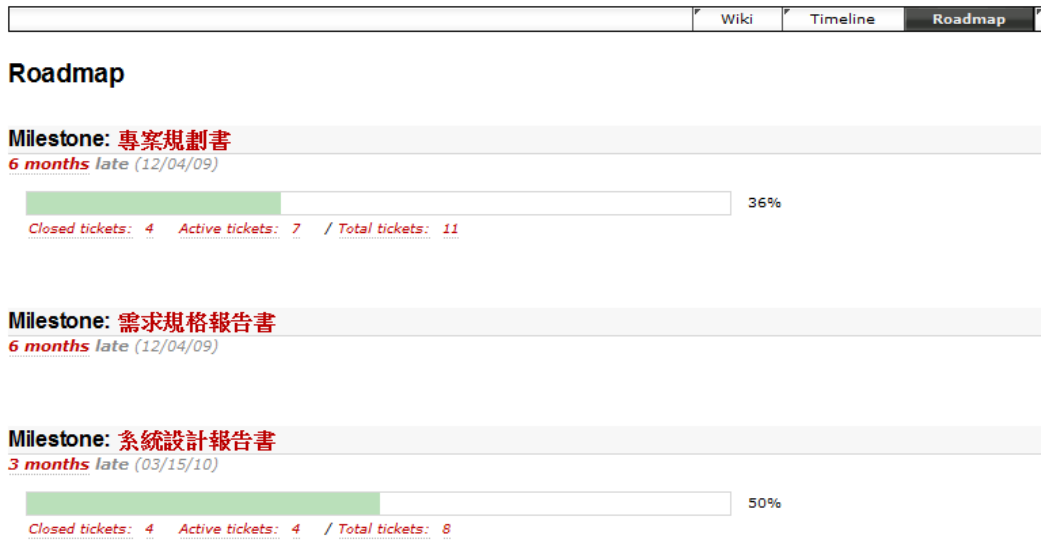 Wiki Timeline Roadmap
Roadmap
Milestone: 專案規劃書
6 months late (12/04/09)
36%
Closed tickets: 4 Active tickets: 7 / Total tickets: 11
Milestone: 需求規格報告書
6 months late (12/04/09)
Milestone: 系統設計報告書
3 months late (03/15/10)
50%
Closed tickets: 4 Active tickets: 4 / Total tickets: 8